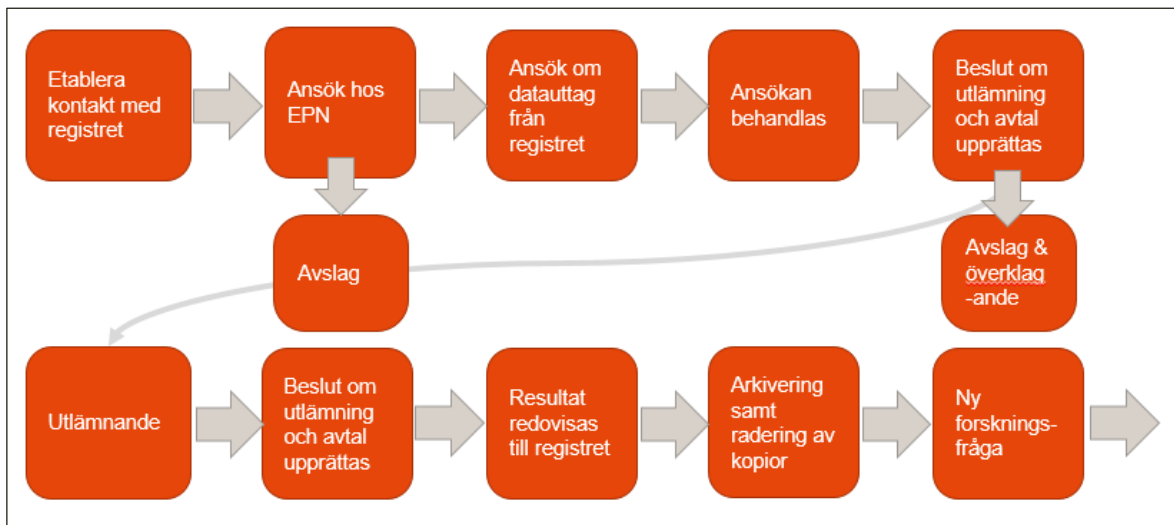 Etablera
kontakt med
registret
Ansök hos
EPN
Ansök om
datauttag
från
registret
Ansökan
behandlas
Beslut om
utlämning
och avtal
upprättas
Avslag
Avslag &
överklag
-ande
Utlämnande
Beslut om
utlämning
och avtal
upprättas
Resultat
redovisas
till registret
Arkivering
samt
radering av
kopior
Ny
forsknings-
fråga